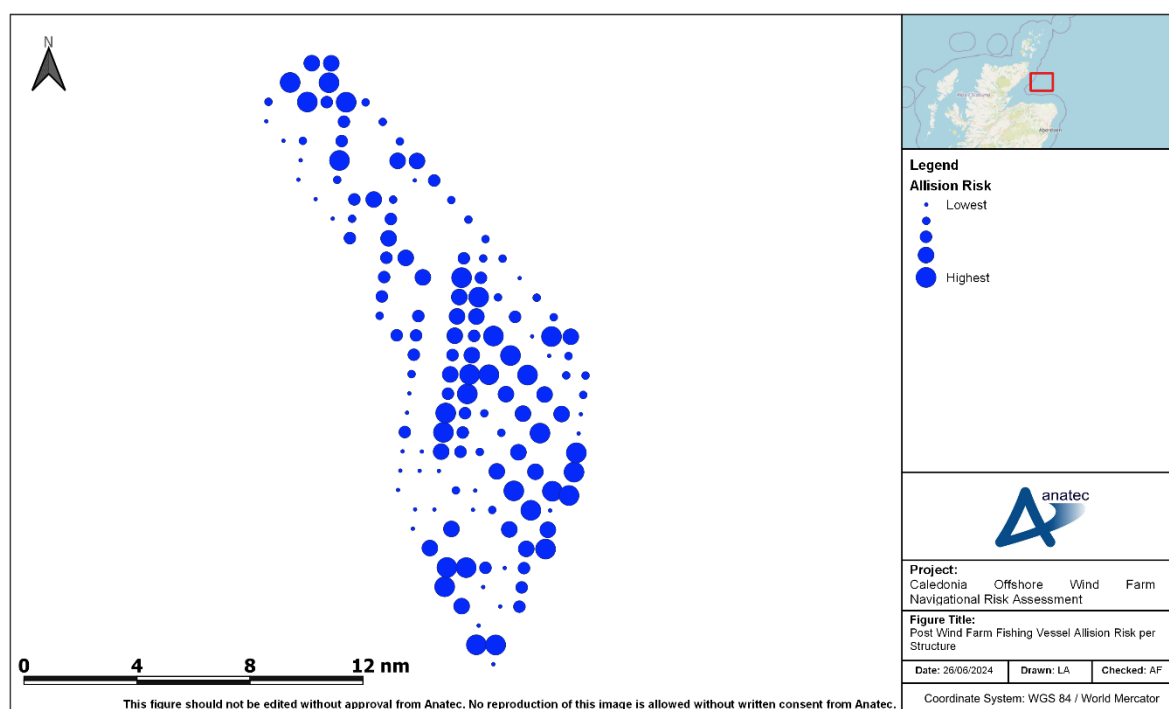 N
0
4
8
12 nm
This figure should not be edited without approval from Anatec. No reproduction of this image is allowed without written consent from Anatec.
Aberdeen
Legend
Allision Risk
Lowest
Highest
anatec
Project:
Caledonia Offshore Wind Farm
Navigational Risk Assessment
Figure Title:
Post Wind Farm Fishing Vessel Allision Risk per
Structure
Date: 26/06/2024
Drawn: LA
Checked: AF
Coordinate System: WGS 84 / World Mercator